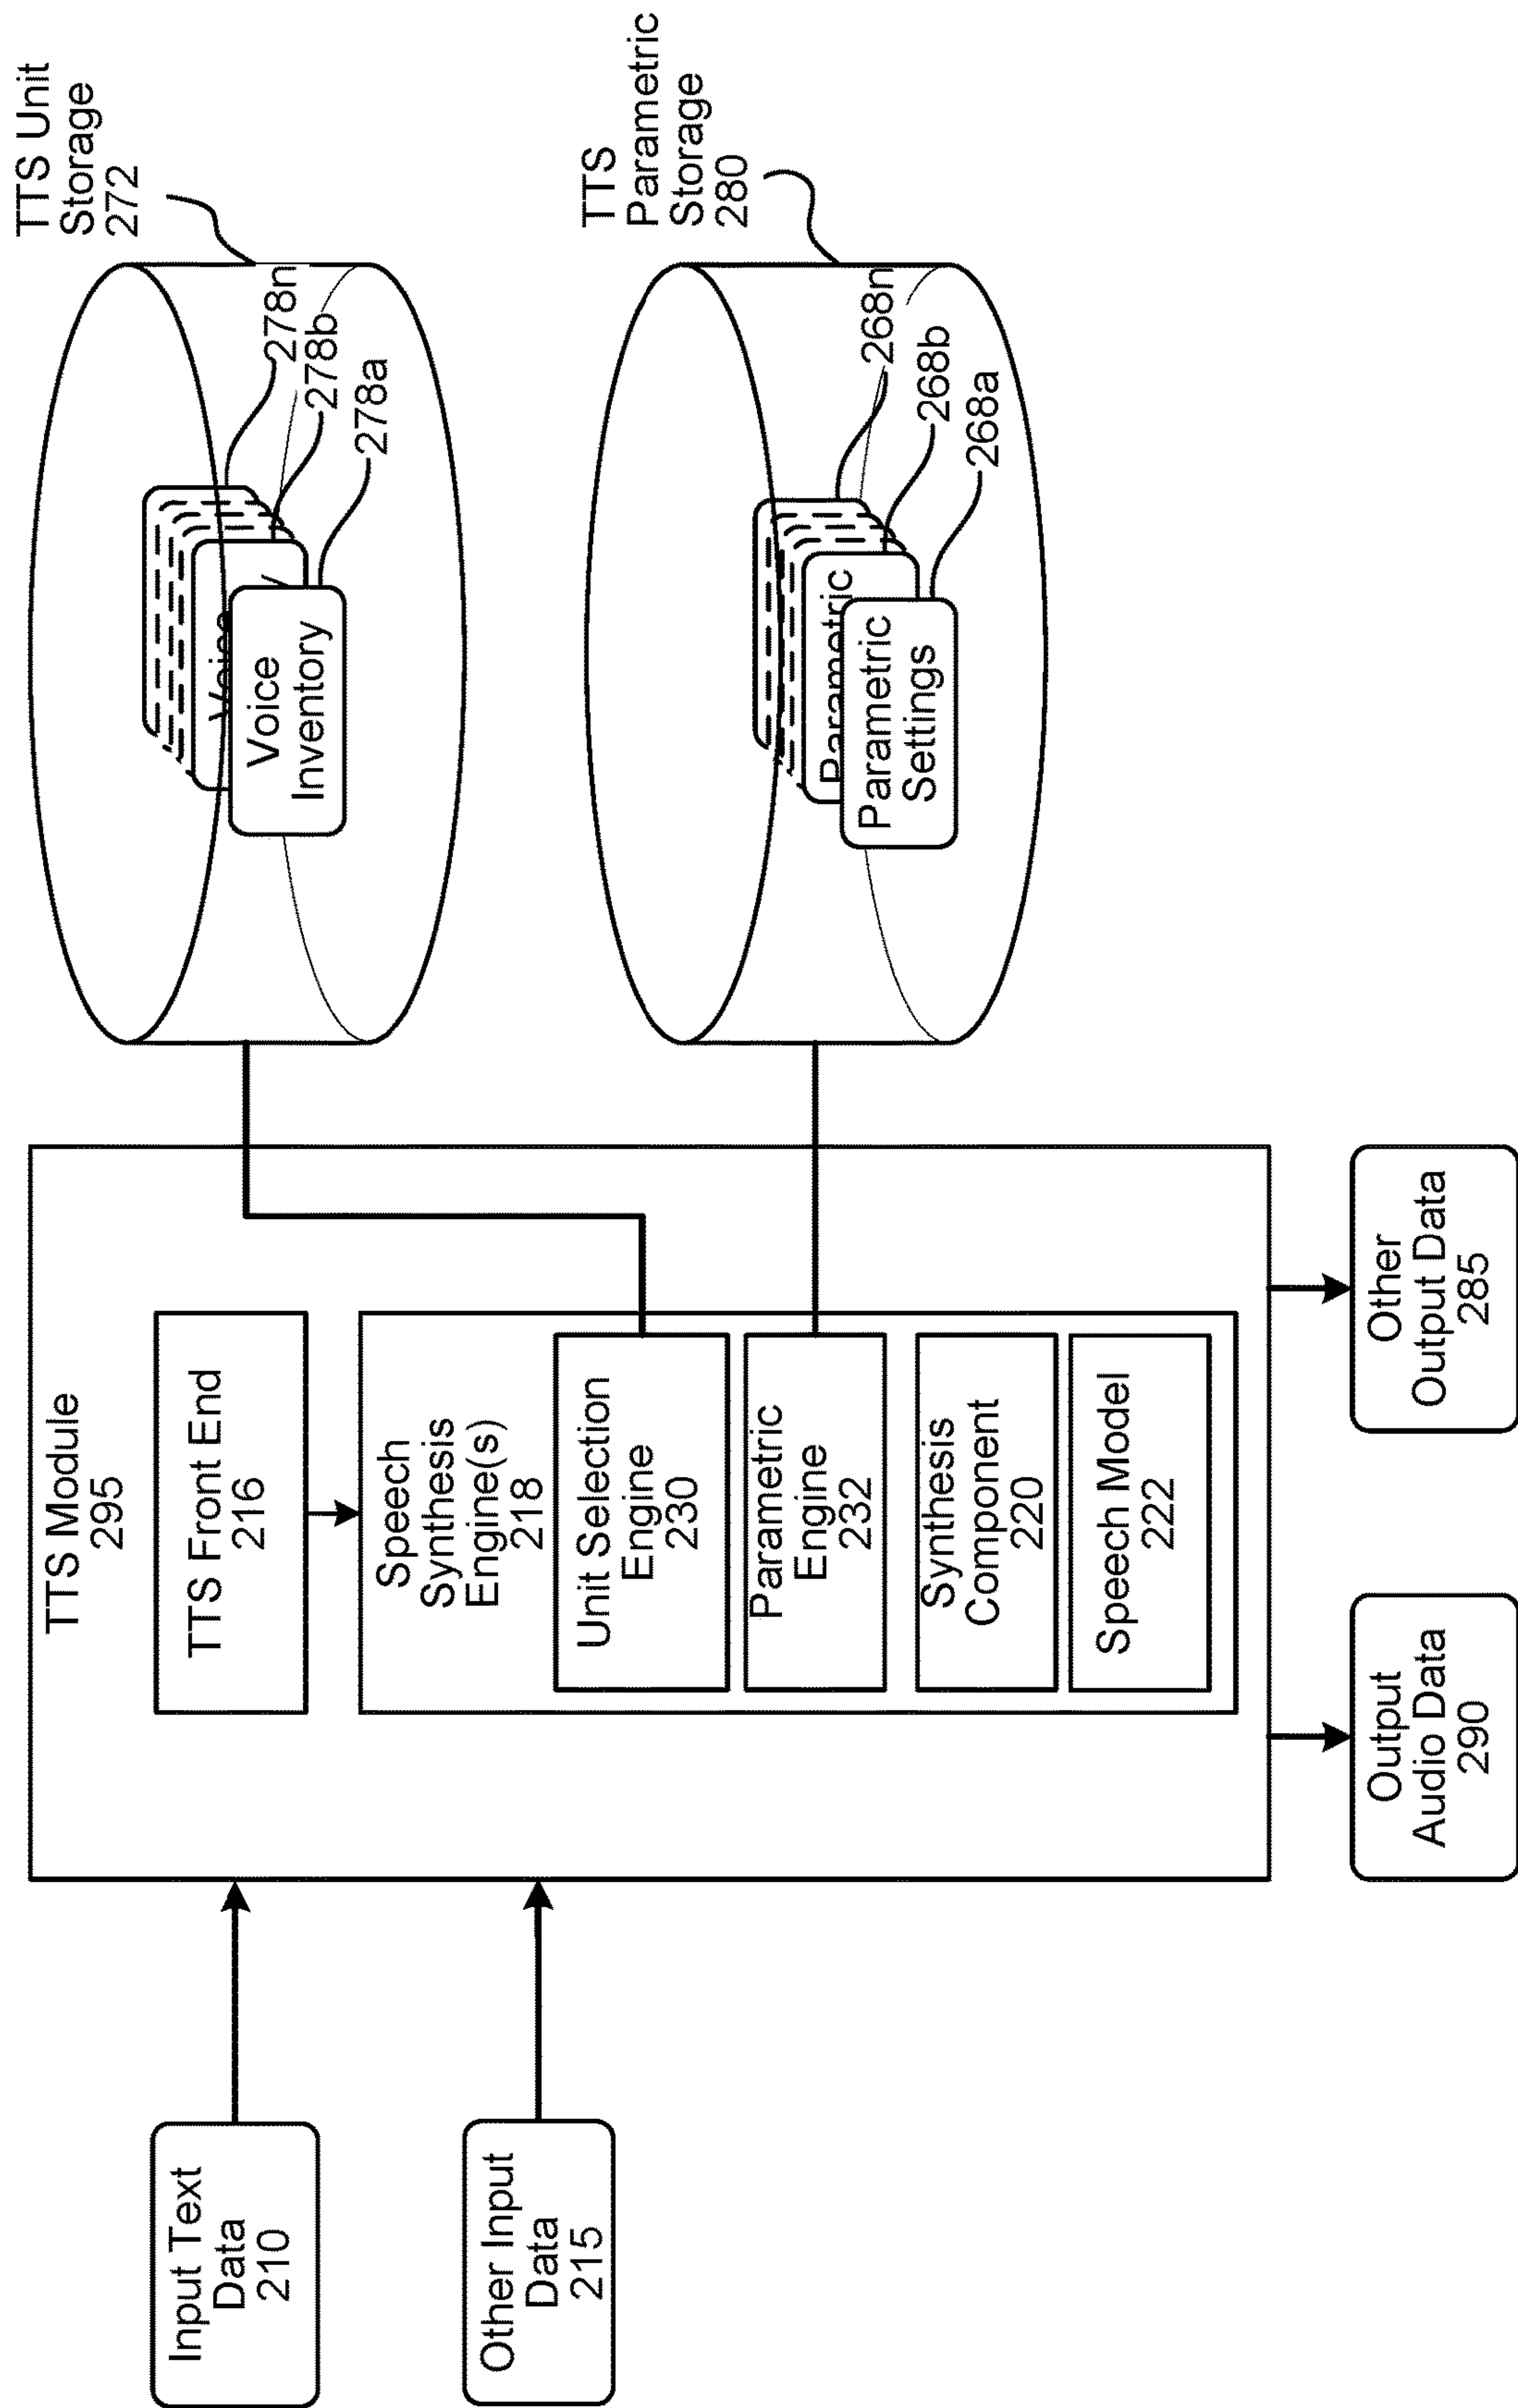 Input Text
Data
210
Other Input
Data
215
TTS Module
295
TTS Front End
216
Speech
Synthesis
Engine(s)
218
Unit Selection
Engine
230
Parametric
Engine
232
Synthesis
Component
220
Speech Model
222
Output
Audio Data
290
Other
Output Data
285
TTS Unit
Storage
272
278n
278b
278a
Voice
Voice
Inventory
TTS
Parametric
Storage
280
268n
268b
268a
Parametric
Parametric
Settings